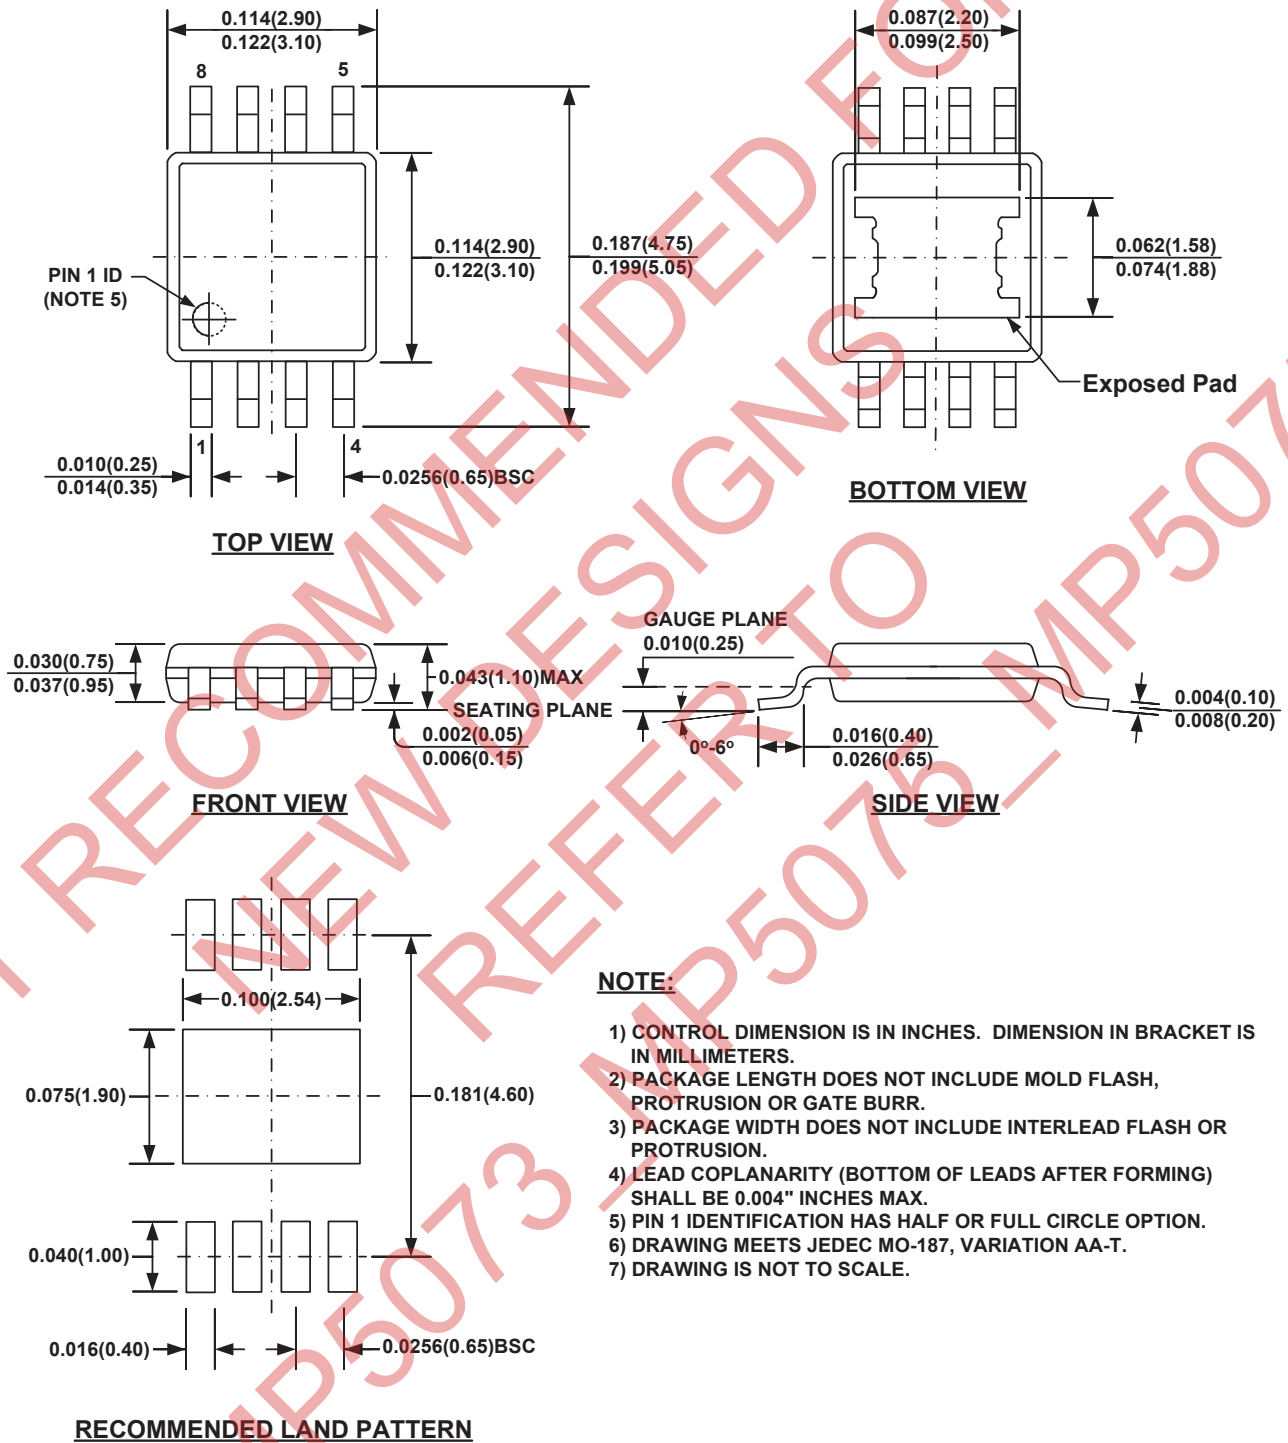 0.114(2.90)
0.122(3.10)
8
5
0.114(2.90)
0.122(3.10)
0.187(4.75)
0.199(5.05)
PIN 1 ID
(NOTE 5)
1
4
0.010(0.25)
0.014(0.35)
0.0256(0.65)BSC
TOP VIEW
0.087(2.20)
0.099(2.50)
0.062(1.58)
0.074(1.88)
Exposed Pad
BOTTOM VIEW
0.030(0.75)
0.037(0.95)
0.043(1.10)MAX
SEATING PLANE
0.002(0.05)
0.006(0.15)
FRONT VIEW
GAUGE PLANE
0.010(0.25)
0º-6º
0.016(0.40)
0.026(0.65)
0.004(0.10)
0.008(0.20)
SIDE VIEW
0.100(2.54)
0.075(1.90)
0.181(4.60)
0.040(1.00)
0.016(0.40)
0.0256(0.65)BSC
RECOMMENDED LAND PATTERN
NOTE:
1) CONTROL DIMENSION IS IN INCHES. DIMENSION IN BRACKET IS
IN MILLIMETERS.
2) PACKAGE LENGTH DOES NOT INCLUDE MOLD FLASH,
PROTRUSION OR GATE BURR.
3) PACKAGE WIDTH DOES NOT INCLUDE INTERLEAD FLASH OR
PROTRUSION.
4) LEAD COPLANARITY (BOTTOM OF LEADS AFTER FORMING)
SHALL BE 0.004" INCHES MAX.
5) PIN 1 IDENTIFICATION HAS HALF OR FULL CIRCLE OPTION.
6) DRAWING MEETS JEDEC MO-187, VARIATION AA-T.
7) DRAWING IS NOT TO SCALE.
RECOMMENDED
NEW DESIGNS
REFER TO
MP5073_MP5075_MP507